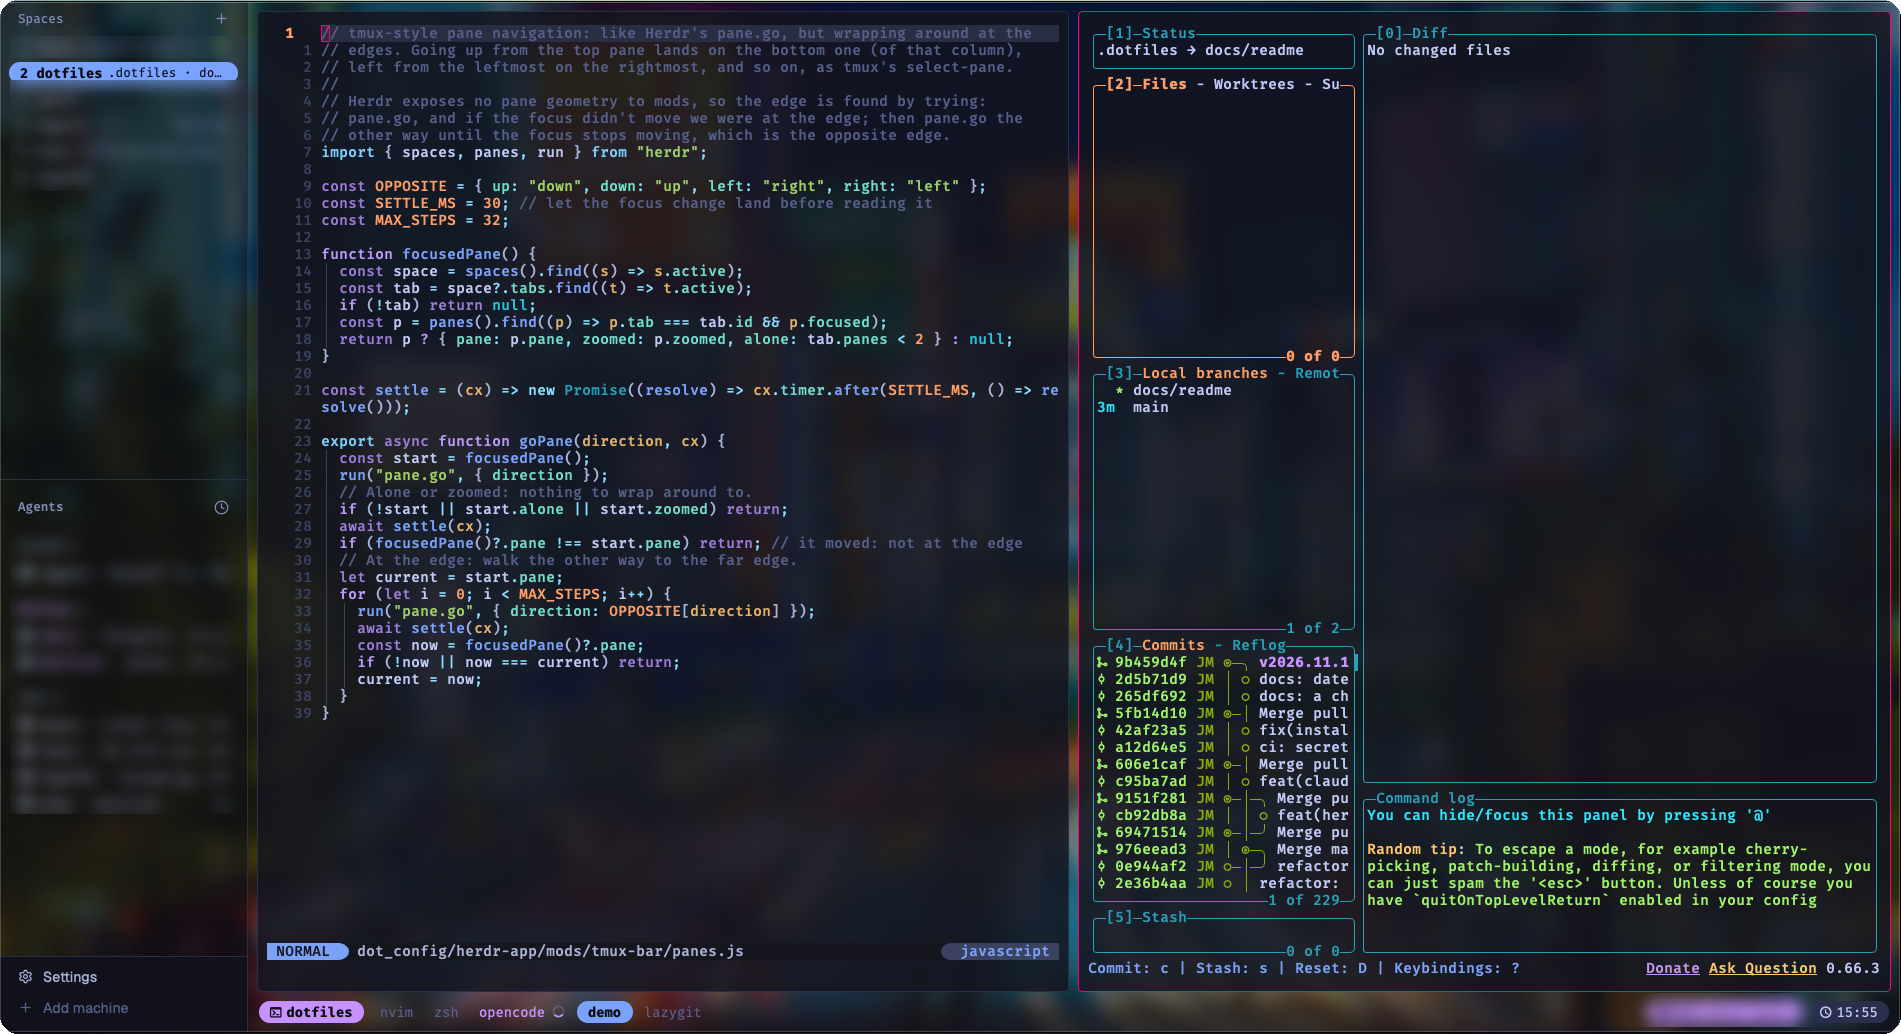 Spaces +
2 dotfiles .dotfiles · do…
Agents
Settings
+ Add machine
1 // tmux-style pane navigation: like Herdr's pane.go, but wrapping around at the
1 // edges. Going up from the top pane lands on the bottom one (of that column),
2 // left from the leftmost on the rightmost, and so on, as tmux's select-pane.
3 //
4 // Herdr exposes no pane geometry to mods, so the edge is found by trying:
5 // pane.go, and if the focus didn't move we were at the edge; then pane.go the
6 // other way until the focus stops moving, which is the opposite edge.
7 import { spaces, panes, run } from "herdr";
8
9 const OPPOSITE = { up: "down", down: "up", left: "right", right: "left" };
10 const SETTLE_MS = 30; // let the focus change land before reading it
11 const MAX_STEPS = 32;
12
13 function focusedPane() {
14 const space = spaces().find((s) => s.active);
15 const tab = space?.tabs.find((t) => t.active);
16 if (!tab) return null;
17 const p = panes().find((p) => p.tab === tab.id && p.focused);
18 return p ? { pane: p.pane, zoomed: p.zoomed, alone: tab.panes < 2 } : null;
19 }
20
21 const settle = (cx) => new Promise((resolve) => cx.timer.after(SETTLE_MS, () => re
solve()));
22
23 export async function goPane(direction, cx) {
24 const start = focusedPane();
25 run("pane.go", { direction });
26 // Alone or zoomed: nothing to wrap around to.
27 if (!start || start.alone || start.zoomed) return;
28 await settle(cx);
29 if (focusedPane()?.pane !== start.pane) return; // it moved: not at the edge
30 // At the edge: walk the other way to the far edge.
31 let current = start.pane;
32 for (let i = 0; i < MAX_STEPS; i++) {
33 run("pane.go", { direction: OPPOSITE[direction] });
34 await settle(cx);
35 const now = focusedPane()?.pane;
36 if (!now || now === current) return;
37 current = now;
38 }
39 }
NORMAL dot_config/herdr-app/mods/tmux-bar/panes.js javascript
[1]─Status
.dotfiles → docs/readme
[2]─Files - Worktrees - Su
0 of 0
[3]─Local branches - Remot
* docs/readme
3m main
1 of 2
[4]─Commits - Reflog
9b459d4f JM v2026.11.1
2d5b71d9 JM docs: date
265df692 JM docs: a ch
5fb14d10 JM Merge pull
42af23a5 JM fix(instal
a12d64e5 JM ci: secret
606e1caf JM Merge pull
c95ba7ad JM feat(claud
9151f281 JM Merge pu
cb92db8a JM feat(her
69471514 JM Merge pu
976eead3 JM Merge ma
0e944af2 JM refactor
2e36b4aa JM refactor:
1 of 229
[5]─Stash
0 of 0
[0]─Diff
No changed files
Command log
You can hide/focus this panel by pressing '@'
Random tip: To escape a mode, for example cherry-
picking, patch-building, diffing, or filtering mode, you
can just spam the '<esc>' button. Unless of course you
have `quitOnTopLevelReturn` enabled in your config
Commit: c | Stash: s | Reset: D | Keybindings: ? Donate Ask Question 0.66.3
dotfiles nvim zsh opencode demo lazygit 15:55